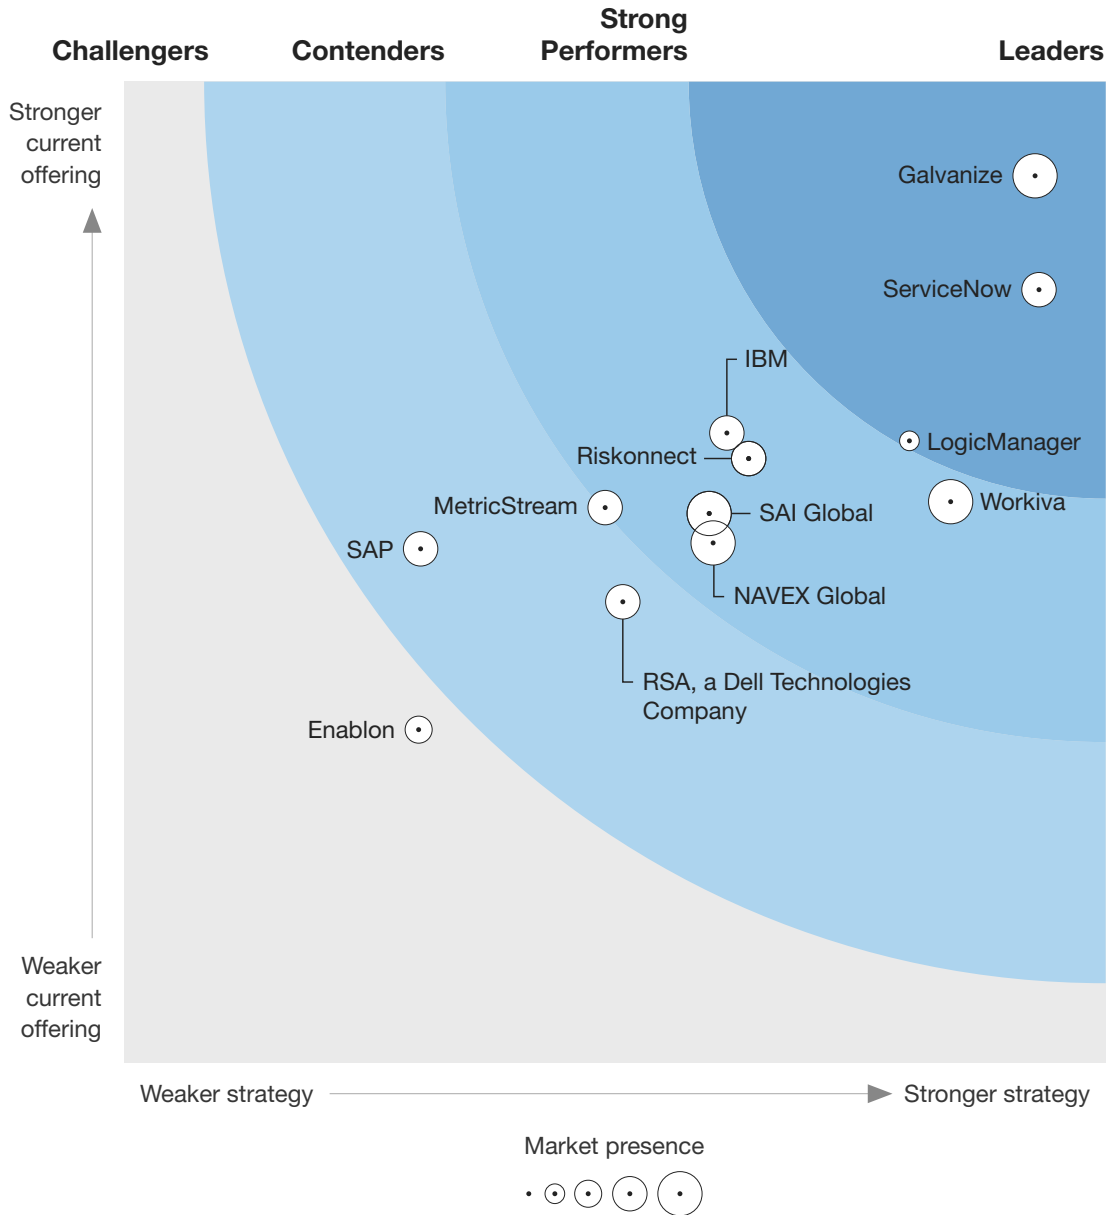 Challengers
Contenders
Strong
Performers
Leaders
Stronger
current
offering
Galvanize
ServiceNow
IBM
Riskonnect
LogicManager
MetricStream
SAI Global
Workiva
SAP
NAVEX Global
RSA, a Dell Technologies
Company
Enablon
Weaker
current
offering
Weaker strategy
Stronger strategy
Market presence